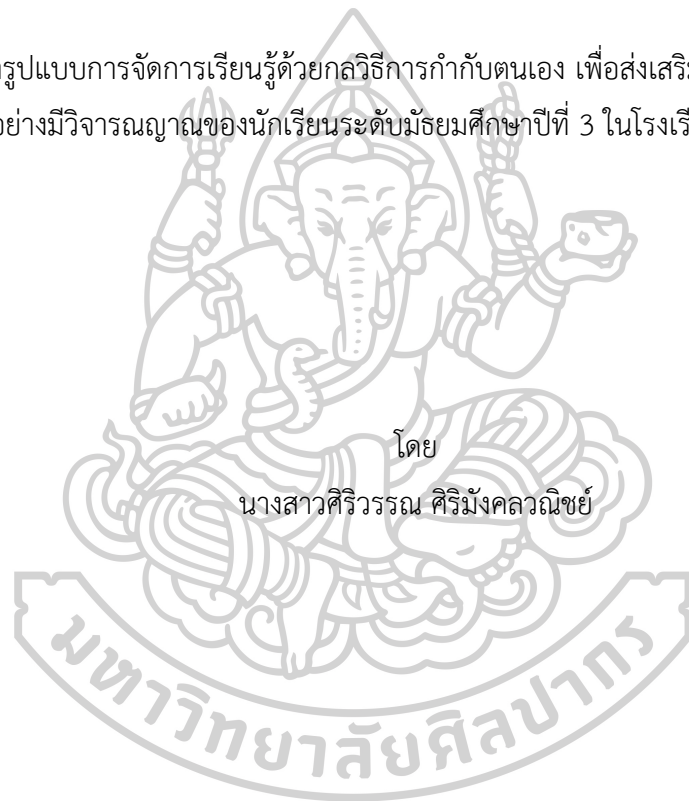 รูปแบบการจัดการเรียนรู้ด้วยกลวิธีการกำกับตนเอง เพื่อส่งเสริม
อย่างมีวิจารณญาณของนักเรียนระดับมัธยมศึกษาปีที่ 3 ในโรงเรี
โดย
นางสาวศิริวรรณ ศิริมังคลวณิชย์
มหาวิทยาลัยศิลปากร